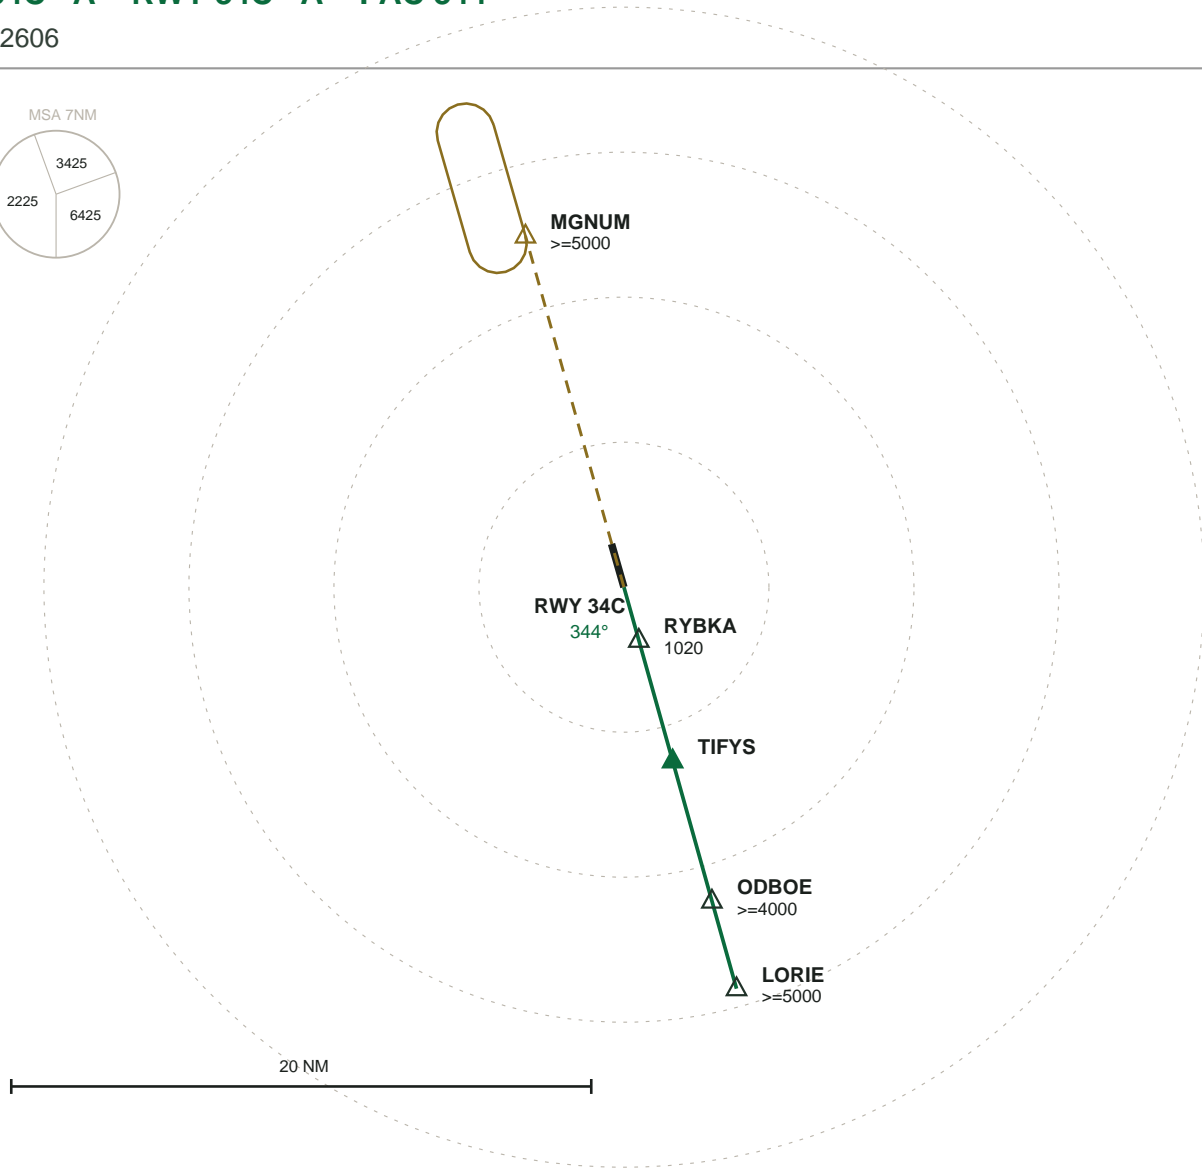 2606
MSA 7NM
3425
2225
6425
MGNUM
>=5000
RWY 34C
344°
RYBKA
1020
TIFYS
ODBOE
>=4000
LORIE
>=5000
20 NM